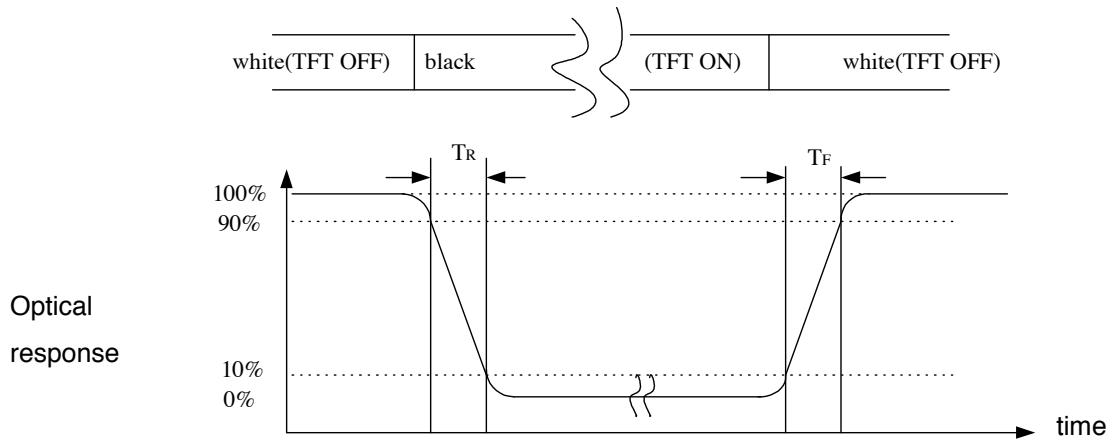 white(TFT OFF) black (TFT ON) white(TFT OFF)
TR TF
100%
90%
Optical
response
10%
0%
time